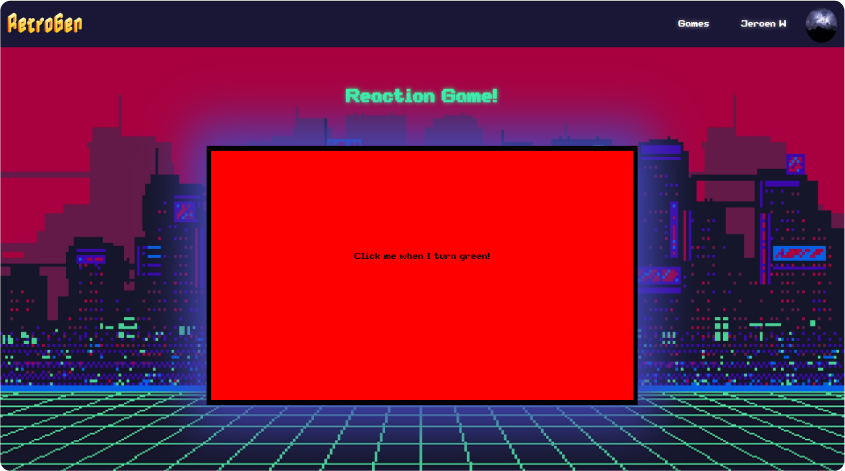 RetroGen
Games
Jeroen W
Reaction Game!
Click me when I turn green!